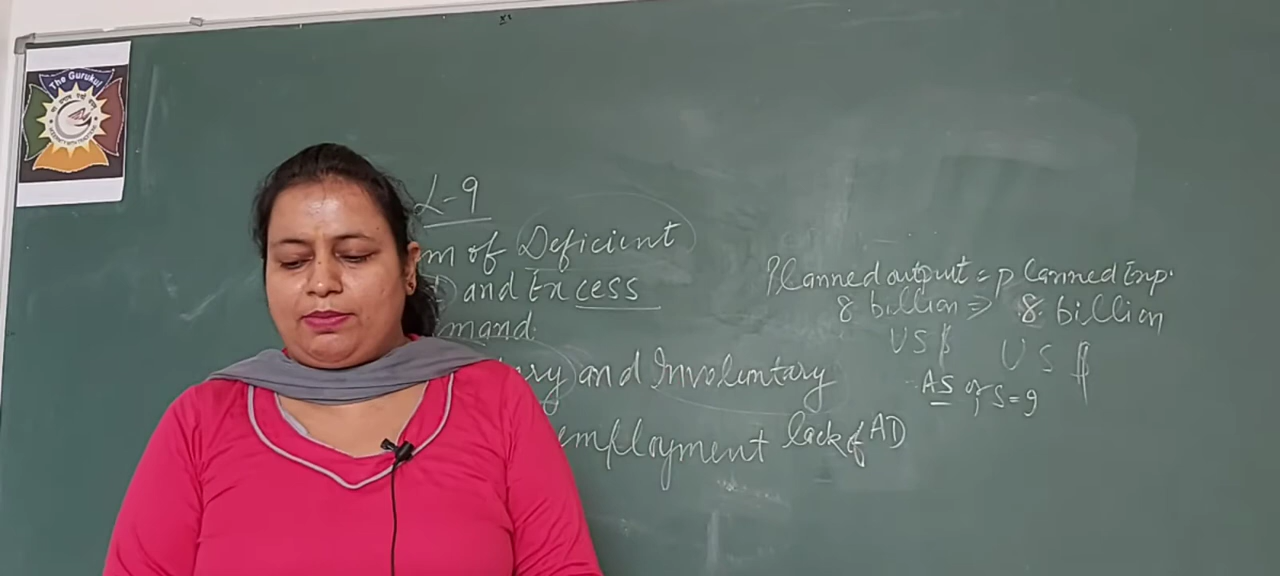 The Gurukul
L-9
m of Deficient
and Excess
mand.
ary and Involuntary
employment lack of AD
Planned output = planned Exp.
8 billion => 8 billion
US $ US $
AS of S = 9